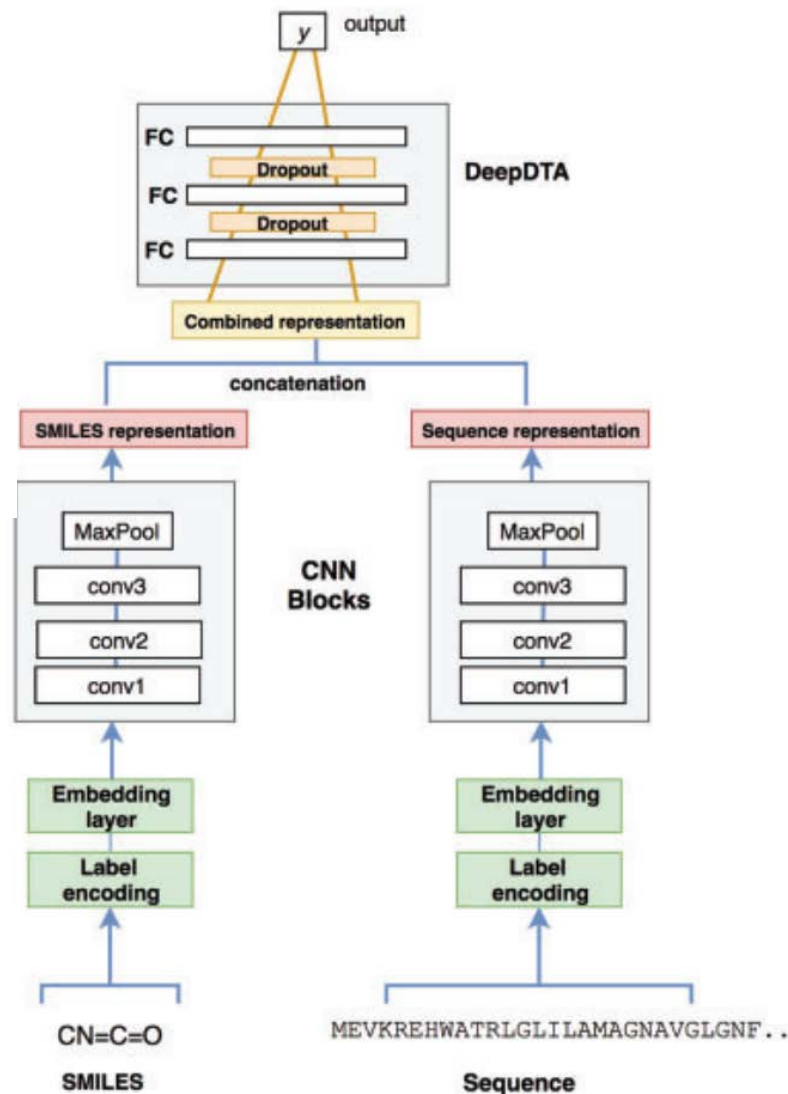 y output
FC
Dropout
DeepDTA
FC
Dropout
FC
Combined representation
concatenation
SMILES representation
Sequence representation
MaxPool
conv3
conv2
conv1
CNN
Blocks
MaxPool
conv3
conv2
conv1
Embedding
layer
Label
encoding
Embedding
layer
Label
encoding
CN=C=O
MEVKREHWATRLGLILAMAGNAVGLGNF..
SMILES
Sequence